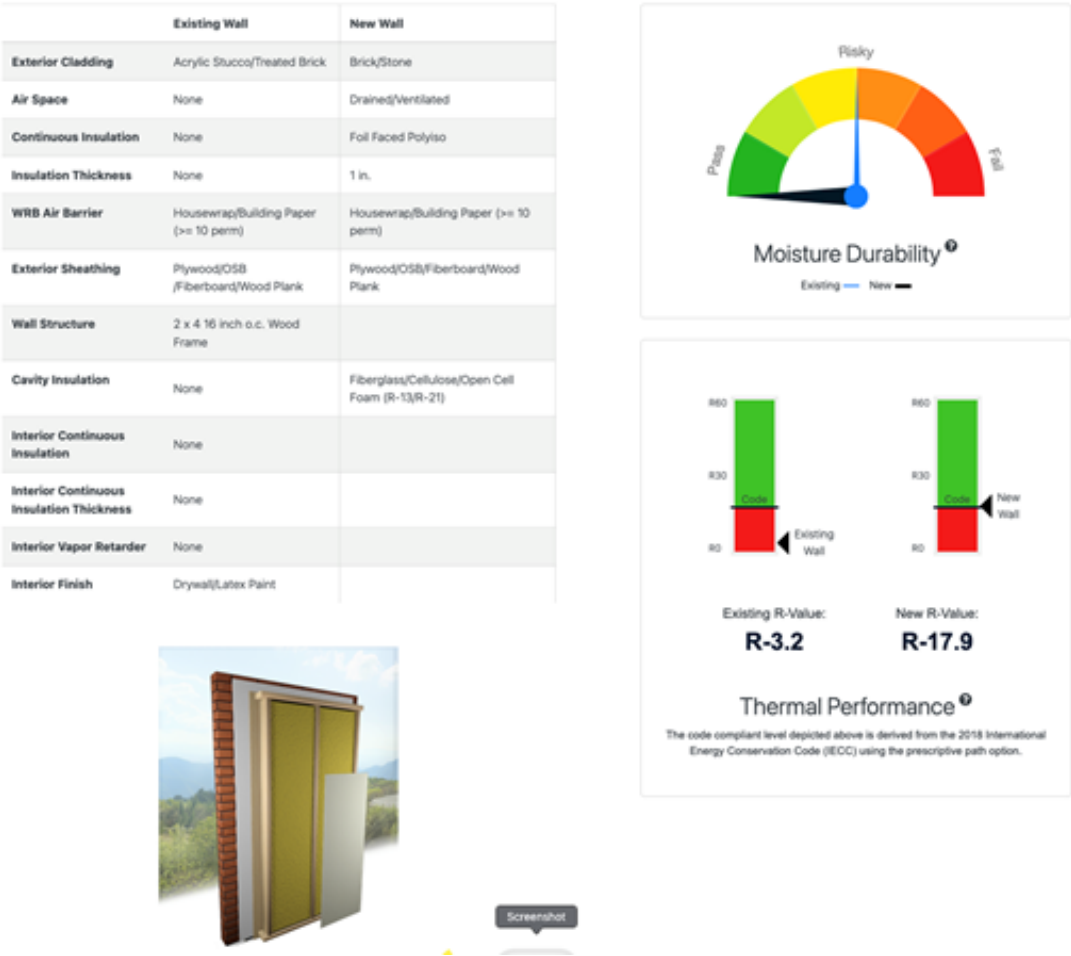 Existing Wall New Wall
Exterior Cladding Acrylic Stucco/Treated Brick Brick/Stone
Air Space None Drained/Ventilated
Continuous Insulation None Foil Faced Polyiso
Insulation Thickness None 1 in.
WRB Air Barrier Housewrap/Building Paper Housewrap/Building Paper (>= 10
(>= 10 perm) perm)
Exterior Sheathing Plywood/OSB Plywood/OSB/Fiberboard/Wood
/Fiberboard/Wood Plank Plank
Wall Structure 2 x 4 16 inch o.c. Wood
Frame
Cavity Insulation None Fiberglass/Cellulose/Open Cell
Foam (R-13/R-21)
Interior Continuous
Insulation None
Interior Continuous
Insulation Thickness None
Interior Vapor Retarder None
Interior Finish Drywall/Latex Paint
Risky
Pass
Fail
Moisture Durability ?
Existing New
R60 R60
R30 R30
Code Code
New
Wall
Existing
Wall
R0 R0
Existing R-Value: New R-Value:
R-3.2 R-17.9
Thermal Performance ?
The code compliant level depicted above is derived from the 2018 International
Energy Conservation Code (IECC) using the prescriptive path option.
Screenshot